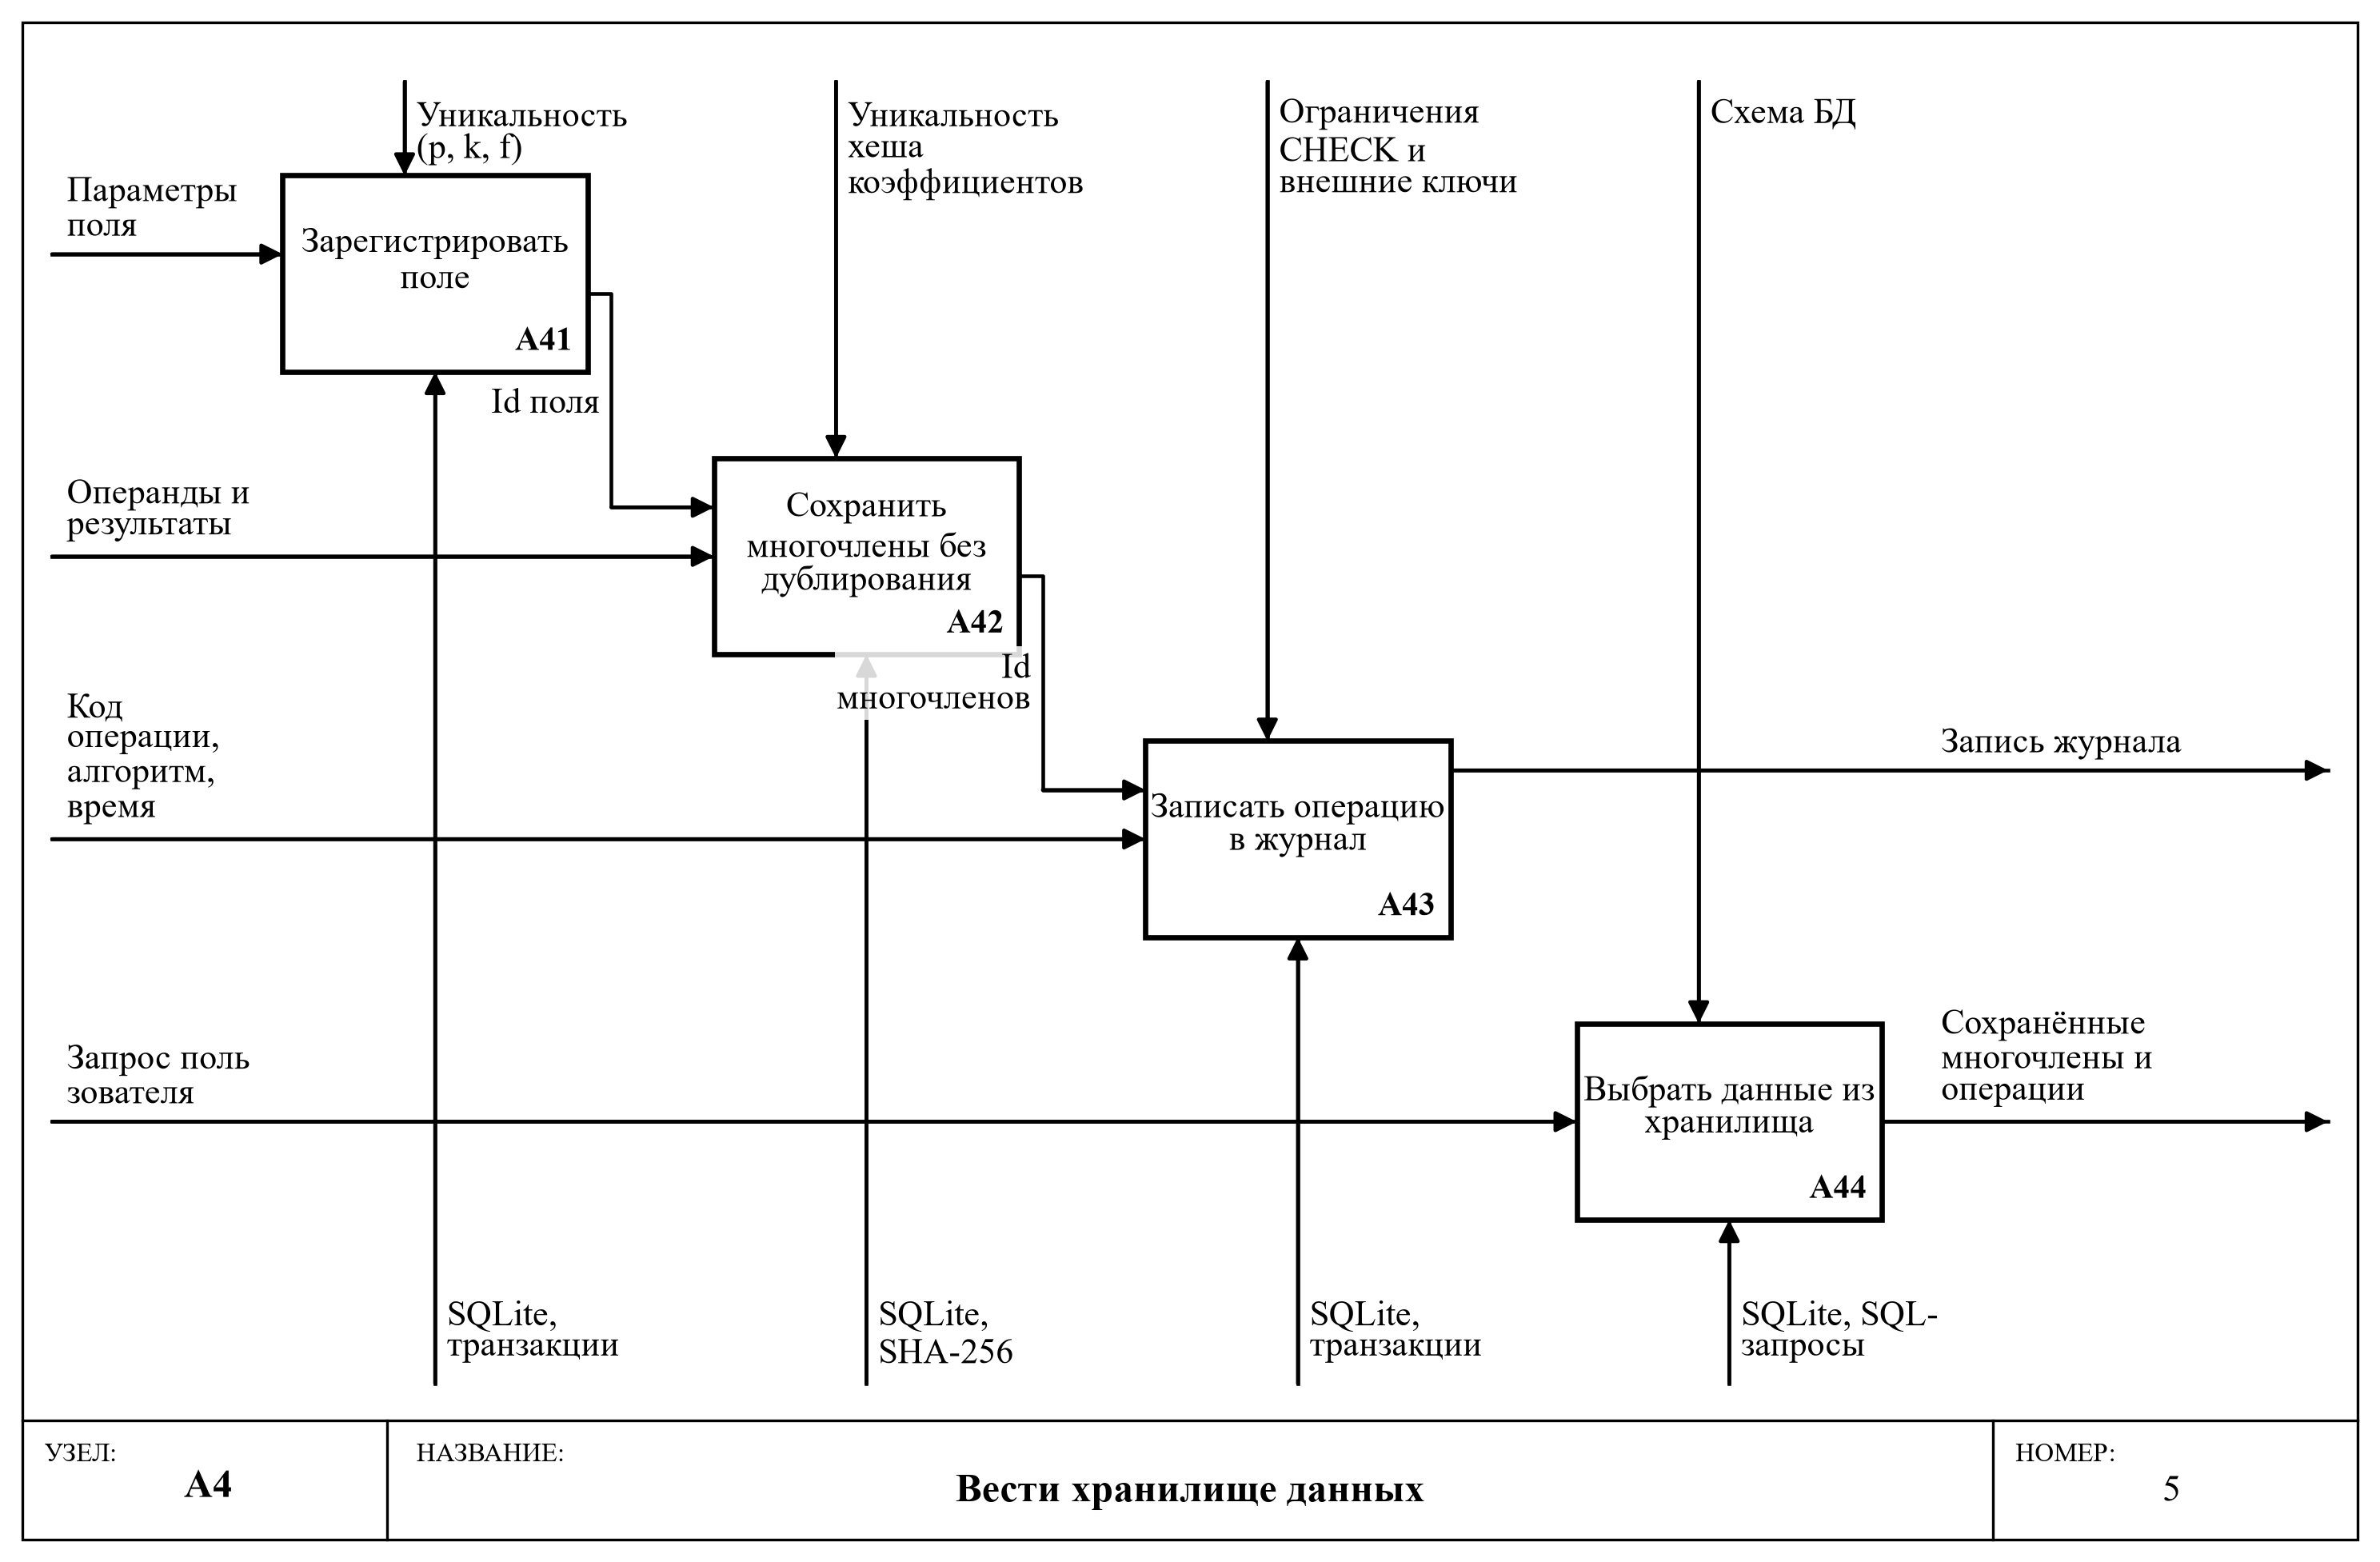 Уникальность
(p, k, f)
Уникальность
хеша
коэффициентов
Ограничения
CHECK и
внешние ключи
Схема БД
Параметры
поля
Зарегистрировать
поле
A41
Id поля
Операнды и
результаты
Сохранить
многочлены без
дублирования
A42
Id
многочленов
Код
операции,
алгоритм,
время
Записать операцию
в журнал
A43
Запись журнала
Запрос поль
зователя
Выбрать данные из
хранилища
A44
Сохранённые
многочлены и
операции
SQLite,
транзакции
SQLite,
SHA-256
SQLite,
транзакции
SQLite, SQL-
запросы
УЗЕЛ:
A4
НАЗВАНИЕ:
Вести хранилище данных
НОМЕР:
5